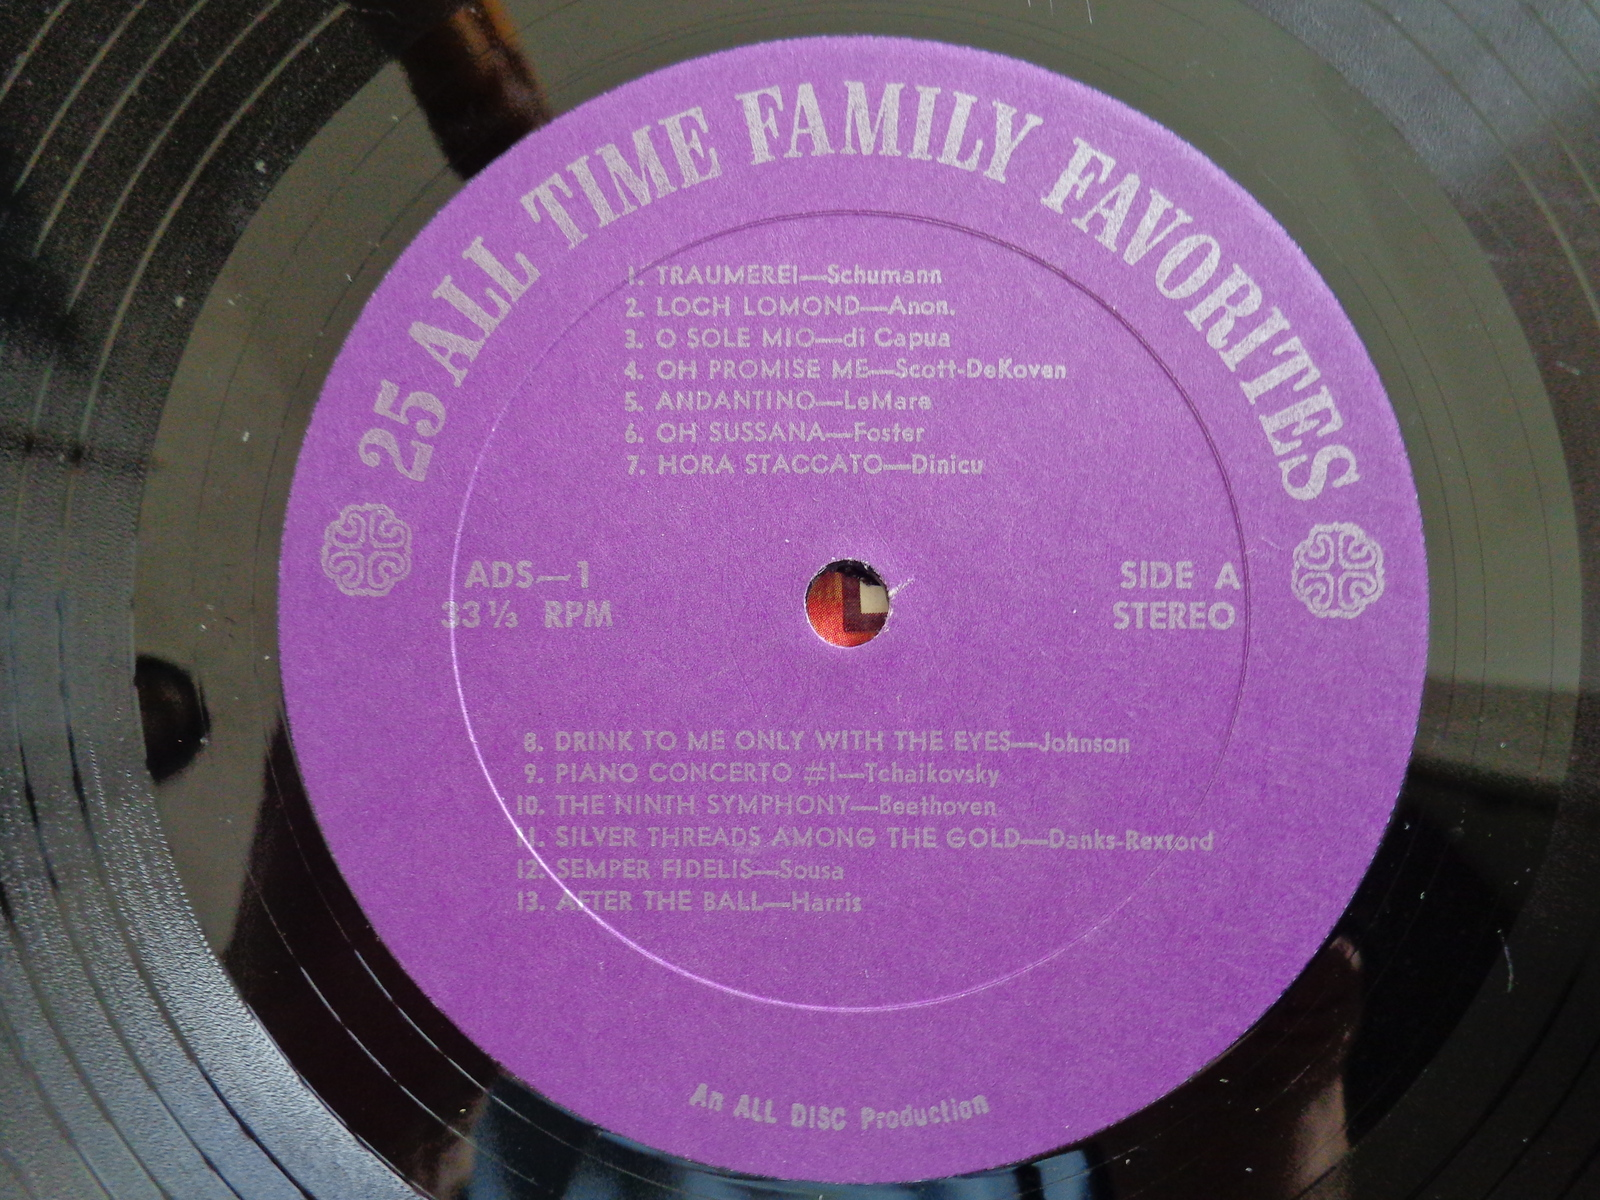 25 ALL TIME FAMILY FAVORITES
1. TRAUMEREI—Schumann
2. LOCH LOMOND—Anon.
3. O SOLE MIO—di Capua
4. OH PROMISE ME—Scott-DeKoven
5. ANDANTINO—LeMare
6. OH SUSSANA—Foster
7. HORA STACCATO—Dinicu
ADS—1
33⅓ RPM
SIDE A
STEREO
8. DRINK TO ME ONLY WITH THE EYES—Johnson
9. PIANO CONCERTO #1—Tchaikovsky
10. THE NINTH SYMPHONY—Beethoven
11. SILVER THREADS AMONG THE GOLD—Danks-Rexford
12. SEMPER FIDELIS—Sousa
13. AFTER THE BALL—Harris
An ALL DISC Production